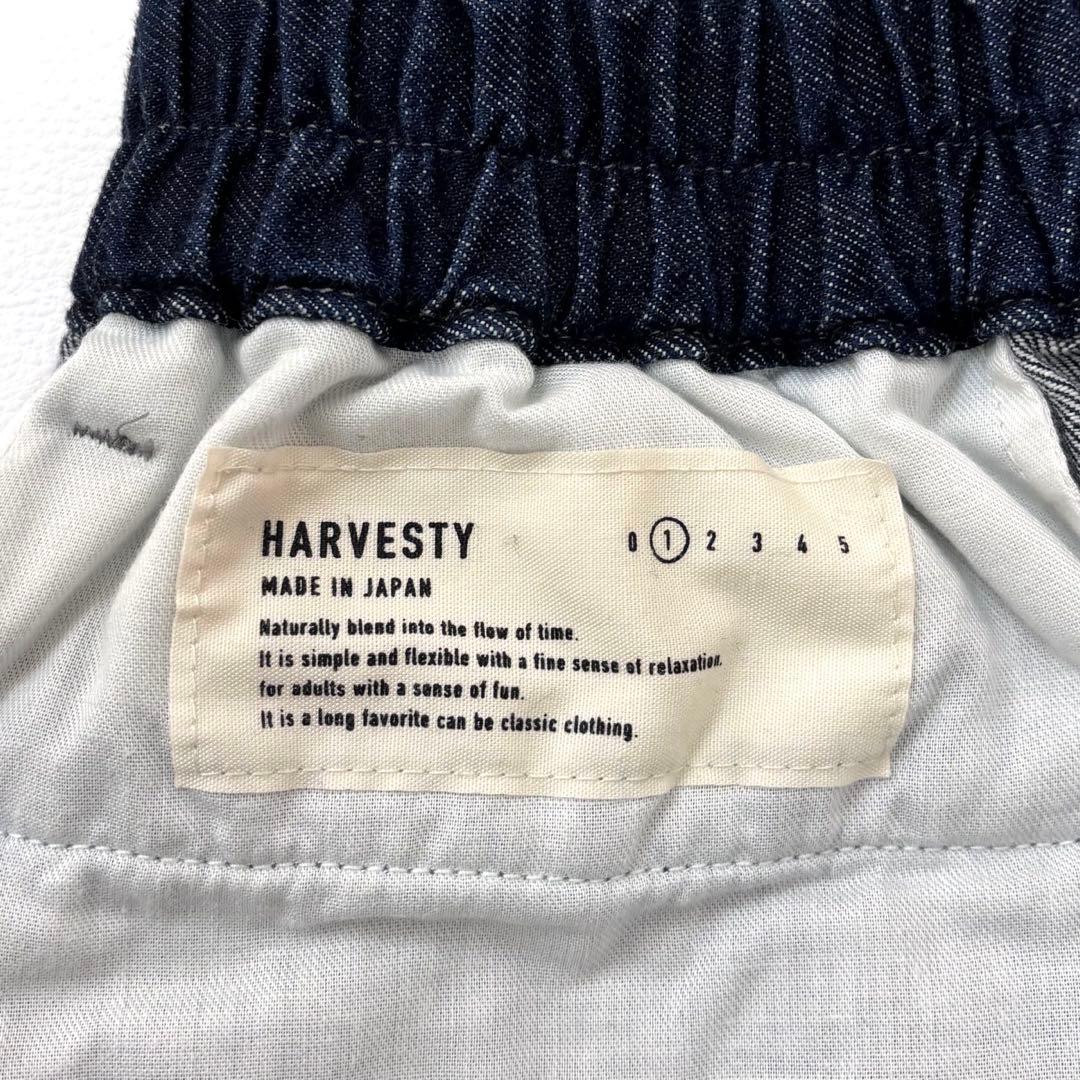 HARVESTY 0 1 2 3 4 5
MADE IN JAPAN
Naturally blend into the flow of time.
It is simple and flexible with a fine sense of relaxation.
for adults with a sense of fun.
It is a long favorite can be classic clothing.